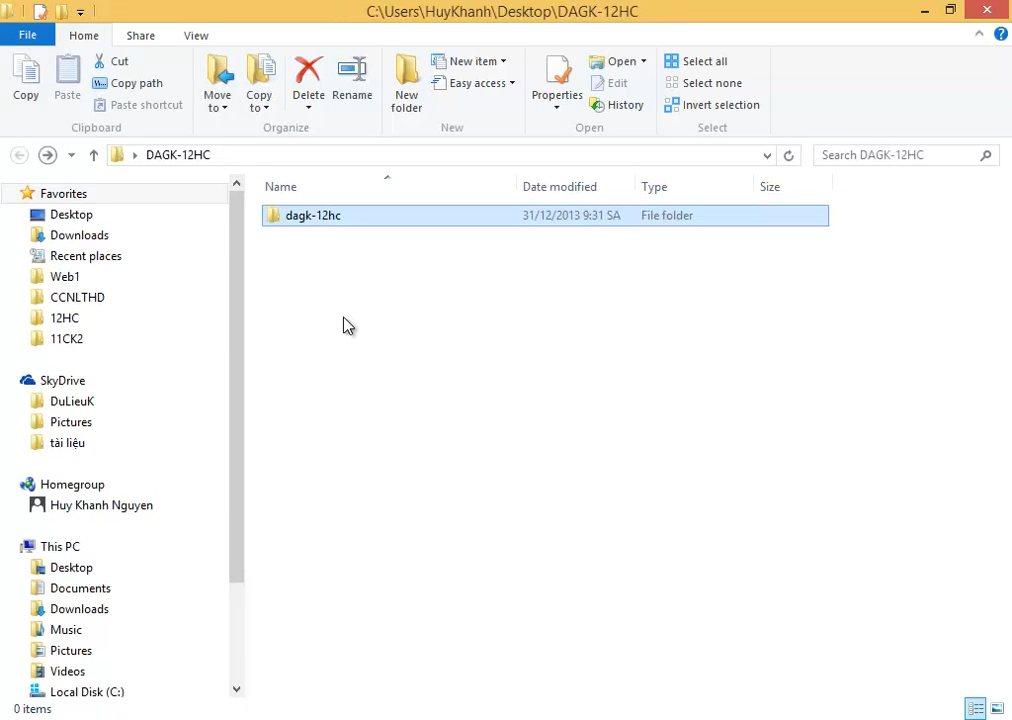 C:\Users\HuyKhanh\Desktop\DAGK-12HC
File Home Share View
Copy
Paste
Cut
Copy path
Paste shortcut
Clipboard
Move to
Copy to
Delete
Rename
Organize
New folder
New item
Easy access
New
Properties
Open
Edit
History
Open
Select all
Select none
Invert selection
Select
DAGK-12HC
Search DAGK-12HC
Favorites
Desktop
Downloads
Recent places
Web1
CCNLTHD
12HC
11CK2
SkyDrive
DuLieuK
Pictures
tài liệu
Homegroup
Huy Khanh Nguyen
This PC
Desktop
Documents
Downloads
Music
Pictures
Videos
Local Disk (C:)
Name Date modified Type Size
dagk-12hc 31/12/2013 9:31 SA File folder
0 items